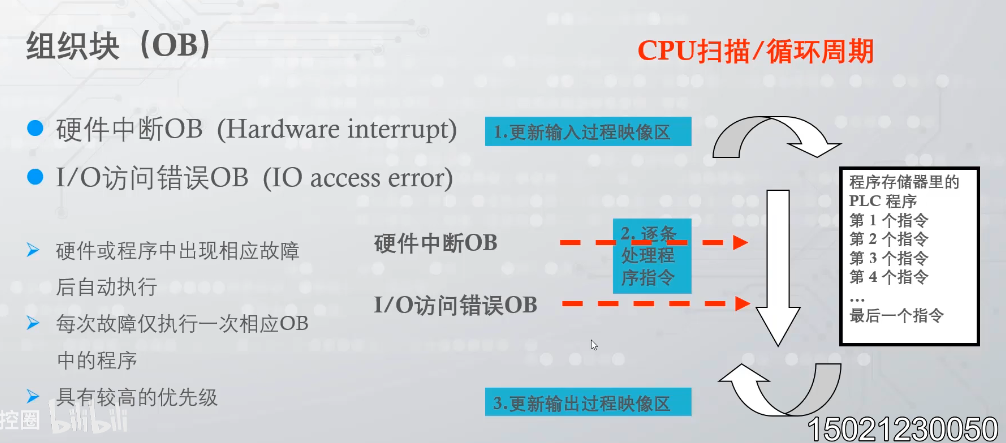 组织块（OB）
CPU扫描/循环周期
硬件中断OB (Hardware interrupt)
I/O访问错误OB (IO access error)
硬件或程序中出现相应故障
后自动执行
每次故障仅执行一次相应OB
中的程序
具有较高的优先级
1.更新输入过程映像区
硬件中断OB
2. 逐条
处理程
序指令
I/O访问错误OB
3.更新输出过程映像区
程序存储器里的
PLC 程序
第 1 个指令
第 2 个指令
第 3 个指令
第 4 个指令
...
最后一个指令
控圈 bilibili
15021230050